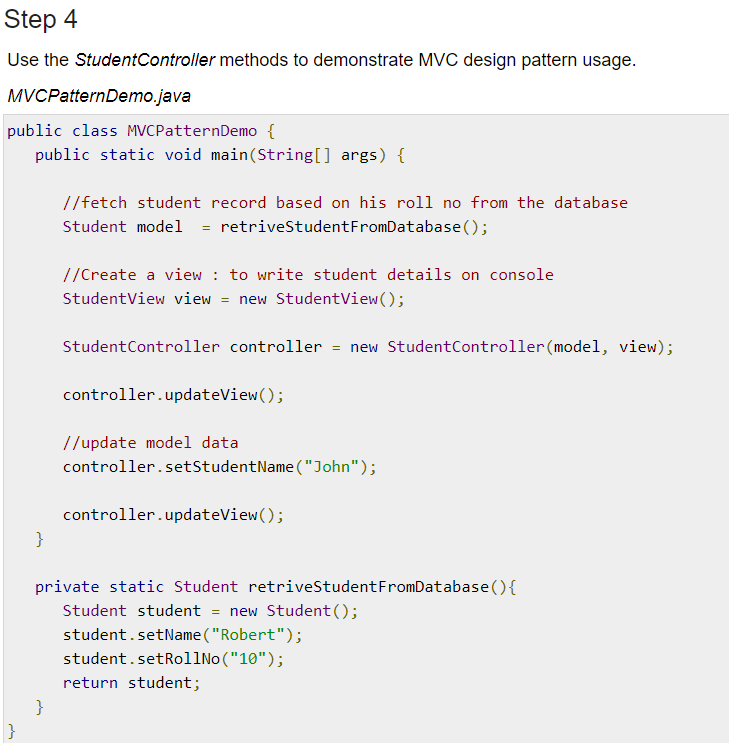 Step 4
Use the StudentController methods to demonstrate MVC design pattern usage.
MVCPatternDemo.java
public class MVCPatternDemo {
   public static void main(String[] args) {
      //fetch student record based on his roll no from the database
      Student model  = retriveStudentFromDatabase();
      //Create a view : to write student details on console
      StudentView view = new StudentView();
      StudentController controller = new StudentController(model, view);
      controller.updateView();
      //update model data
      controller.setStudentName("John");
      controller.updateView();
   }
   private static Student retriveStudentFromDatabase(){
      Student student = new Student();
      student.setName("Robert");
      student.setRollNo("10");
      return student;
   }
}